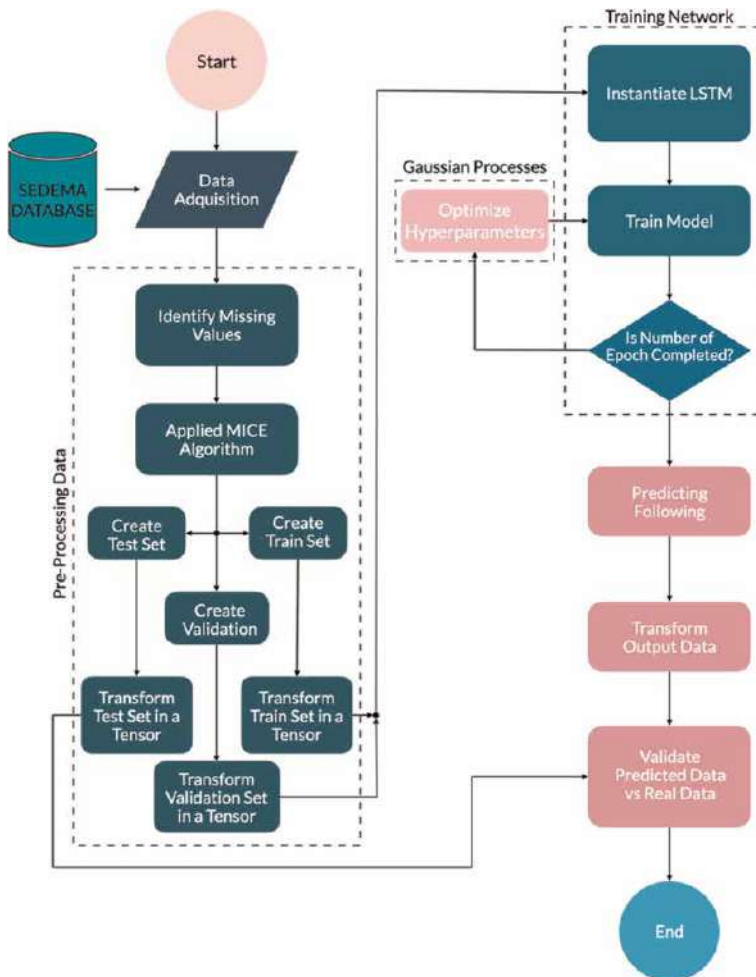 Start
SEDEMA
DATABASE
Data
Adquisition
Pre-Processing Data
Identify Missing
Values
Applied MICE
Algorithm
Create
Test Set
Create
Train Set
Create
Validation
Transform
Test Set in a
Tensor
Transform
Train Set in a
Tensor
Transform
Validation Set
in a Tensor
Training Network
Instantiate LSTM
Gaussian Processes
Optimize
Hyperparameters
Train Model
Is Number of
Epoch Completed?
Predicting
Following
Transform
Output Data
Validate
Predicted Data
vs Real Data
End